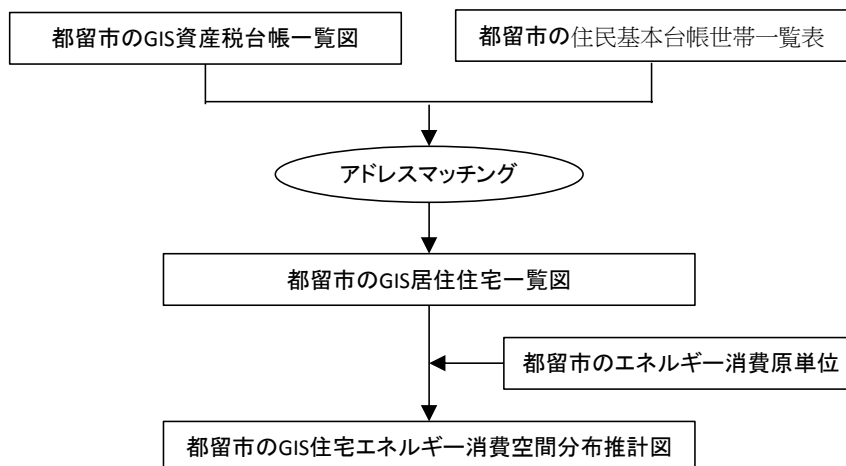 都留市のGIS資産税台帳一覧図
都留市の住民基本台帳世帯一覧表
アドレスマッチング
都留市のGIS居住住宅一覧図
都留市のエネルギー消費原単位
都留市のGIS住宅エネルギー消費空間分布推計図